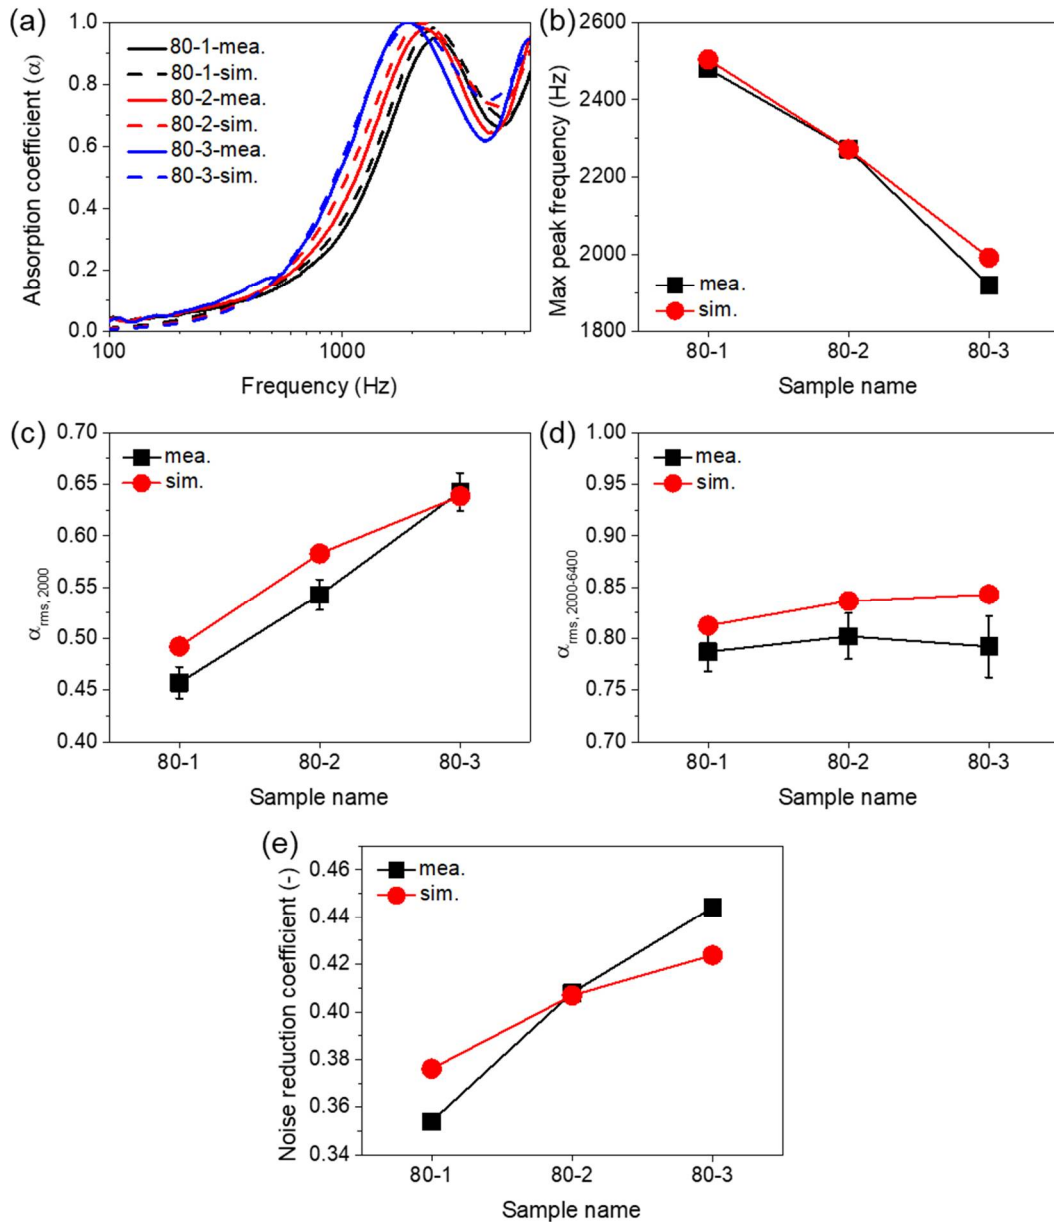 (a)
1.0
0.8
0.6
0.4
0.2
0.0
Absorption coefficient (α)
80-1-mea.
80-1-sim.
80-2-mea.
80-2-sim.
80-3-mea.
80-3-sim.
100
1000
Frequency (Hz)
(b)
2600
2400
2200
2000
1800
Max peak frequency (Hz)
mea.
sim.
80-1
80-2
80-3
Sample name
(c)
0.70
0.65
0.60
0.55
0.50
0.45
0.40
αrms, 2000
mea.
sim.
80-1
80-2
80-3
Sample name
(d)
1.00
0.95
0.90
0.85
0.80
0.75
0.70
αrms, 2000-6400
mea.
sim.
80-1
80-2
80-3
Sample name
(e)
0.46
0.44
0.42
0.40
0.38
0.36
0.34
Noise reduction coefficient (-)
mea.
sim.
80-1
80-2
80-3
Sample name